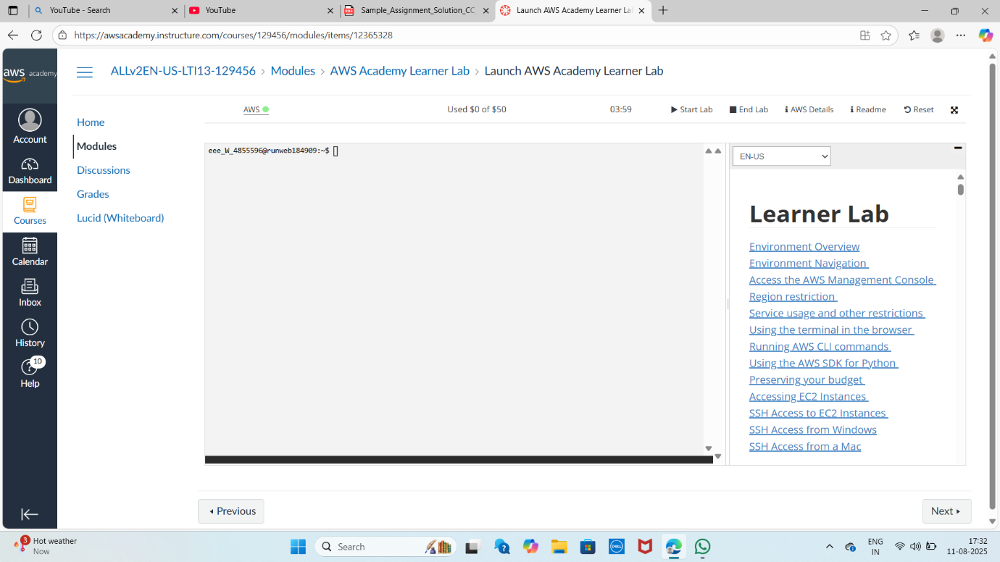 YouTube - Search
YouTube
Sample_Assignment_Solution_CC
Launch AWS Academy Learner La
https://awsacademy.instructure.com/courses/129456/modules/items/12365328
aws academy
ALLv2EN-US-LTI13-129456 › Modules › AWS Academy Learner Lab › Launch AWS Academy Learner Lab
AWS
Used $0 of $50
03:59
Start Lab
End Lab
AWS Details
Readme
Reset
Account
Dashboard
Courses
Calendar
Inbox
History
10
Help
Home
Modules
Discussions
Grades
Lucid (Whiteboard)
eee_W_4855596@runweb184909:~$
EN-US
Learner Lab
Environment Overview
Environment Navigation
Access the AWS Management Console
Region restriction
Service usage and other restrictions
Using the terminal in the browser
Running AWS CLI commands
Using the AWS SDK for Python
Preserving your budget
Accessing EC2 Instances
SSH Access to EC2 Instances
SSH Access from Windows
SSH Access from a Mac
Previous
Next
3
Hot weather
Now
Search
DELL
ENG
IN
17:32
11-08-2025